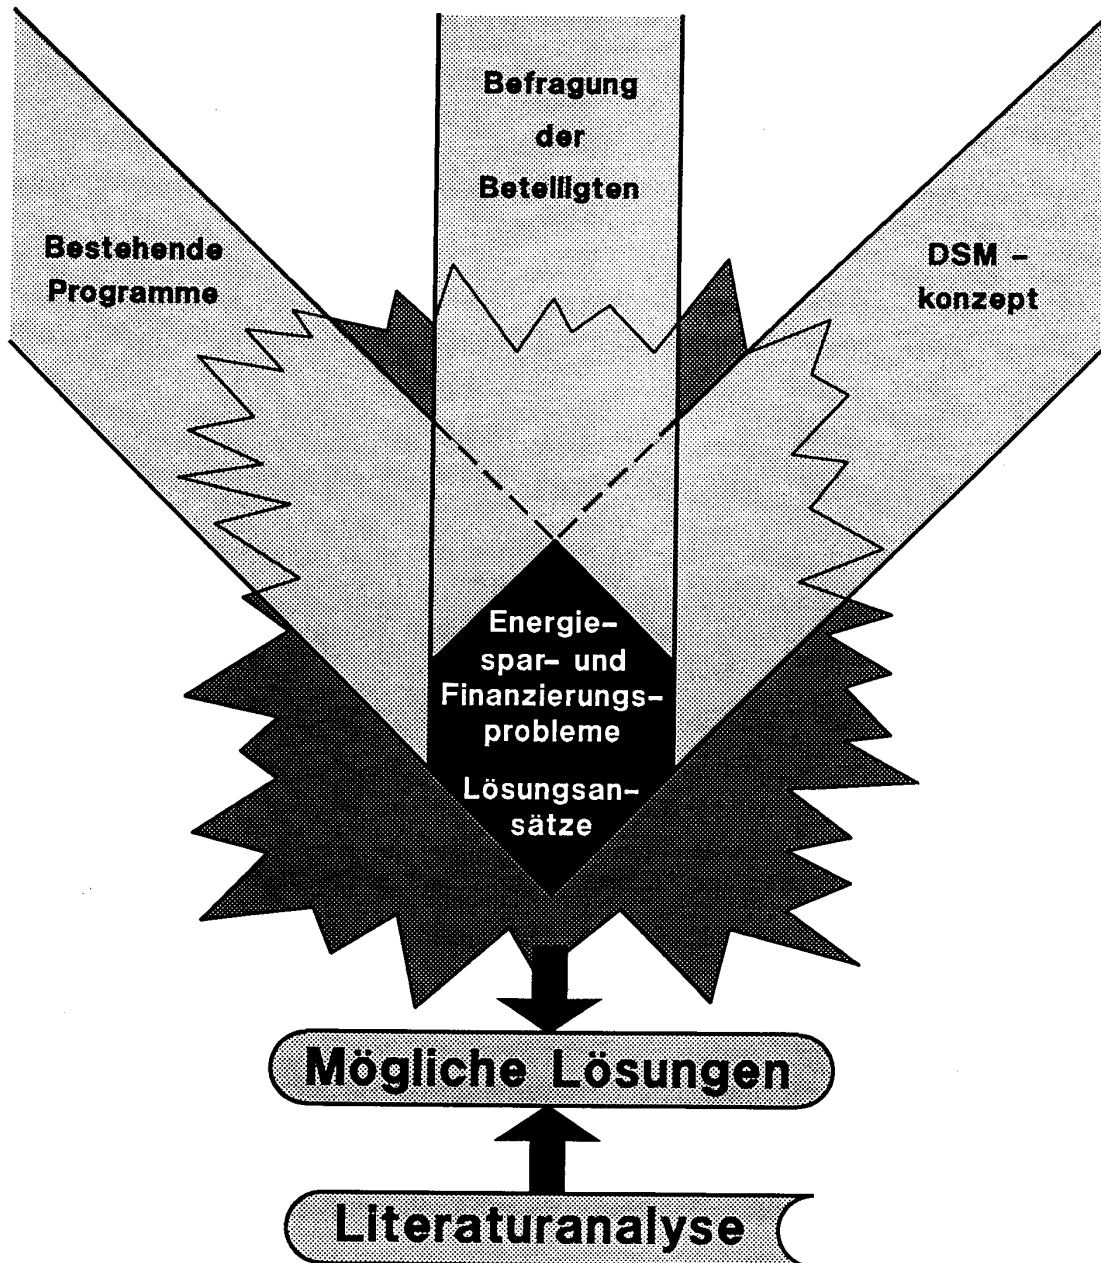 Befragung
der
Beteiligten
Bestehende
Programme
DSM –
konzept
Energie–
spar– und
Finanzierungs–
probleme
Lösungsan–
sätze
Mögliche Lösungen
Literaturanalyse